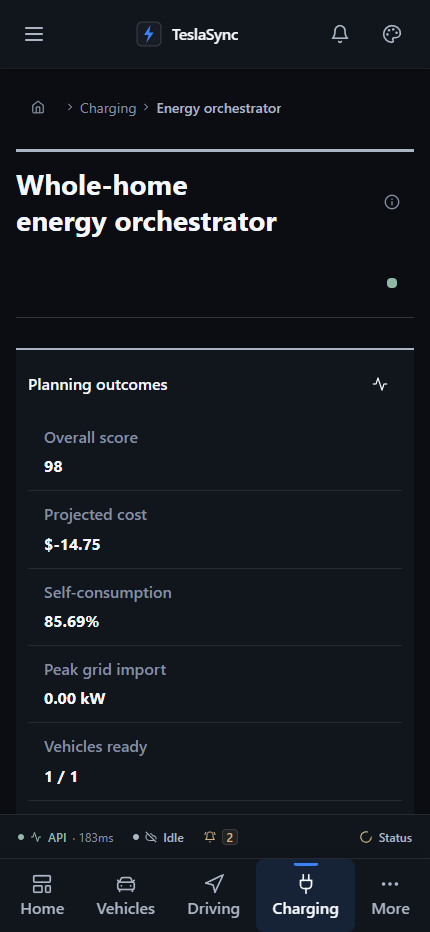 TeslaSync
Charging
Energy orchestrator
Whole-home
energy orchestrator
Planning outcomes
Overall score
98
Projected cost
$-14.75
Self-consumption
85.69%
Peak grid import
0.00 kW
Vehicles ready
1 / 1
API · 183ms
Idle
2
Status
Home
Vehicles
Driving
Charging
More